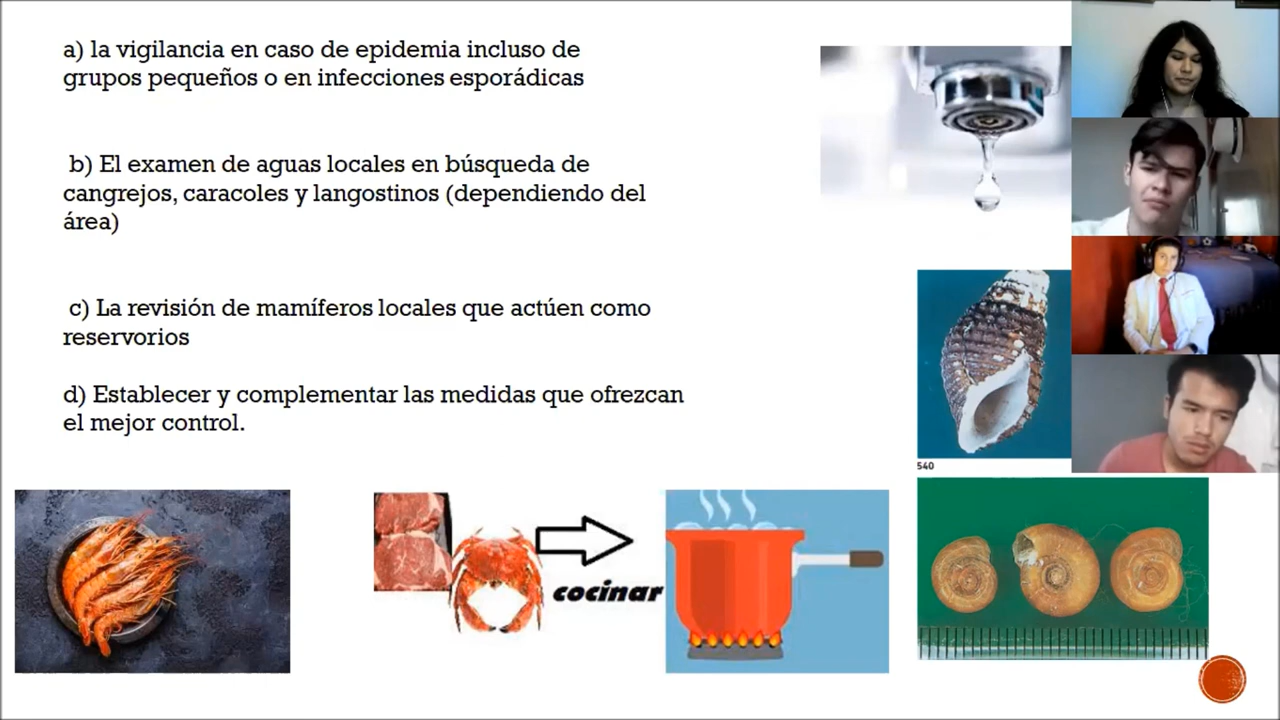 a) la vigilancia en caso de epidemia incluso de
grupos pequeños o en infecciones esporádicas
b) El examen de aguas locales en búsqueda de
cangrejos, caracoles y langostinos (dependiendo del
área)
c) La revisión de mamíferos locales que actúen como
reservorios
d) Establecer y complementar las medidas que ofrezcan
el mejor control.
540
cocinar